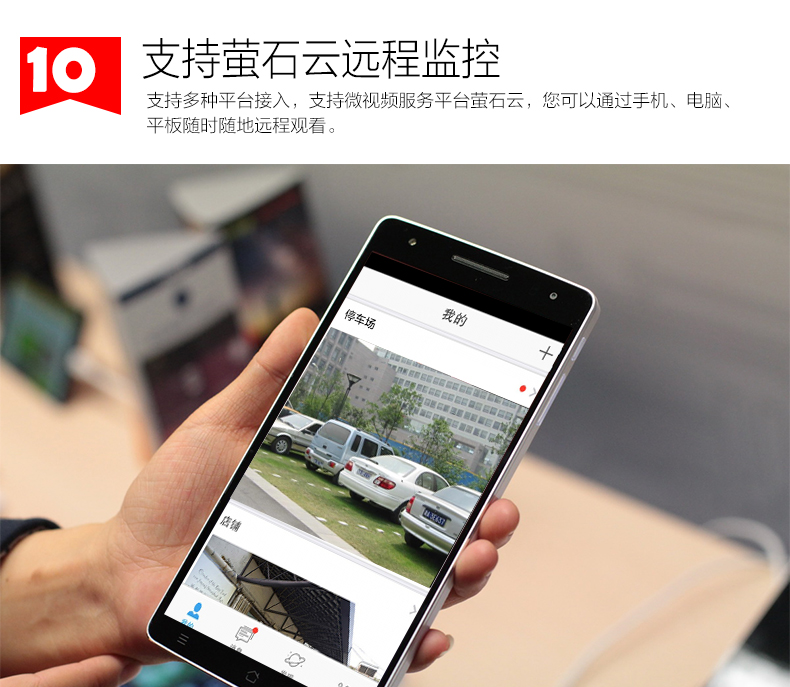 10
支持萤石云远程监控
支持多种平台接入，支持微视频服务平台萤石云，您可以通过手机、电脑、
平板随时随地远程观看。
我的
停车场
店铺